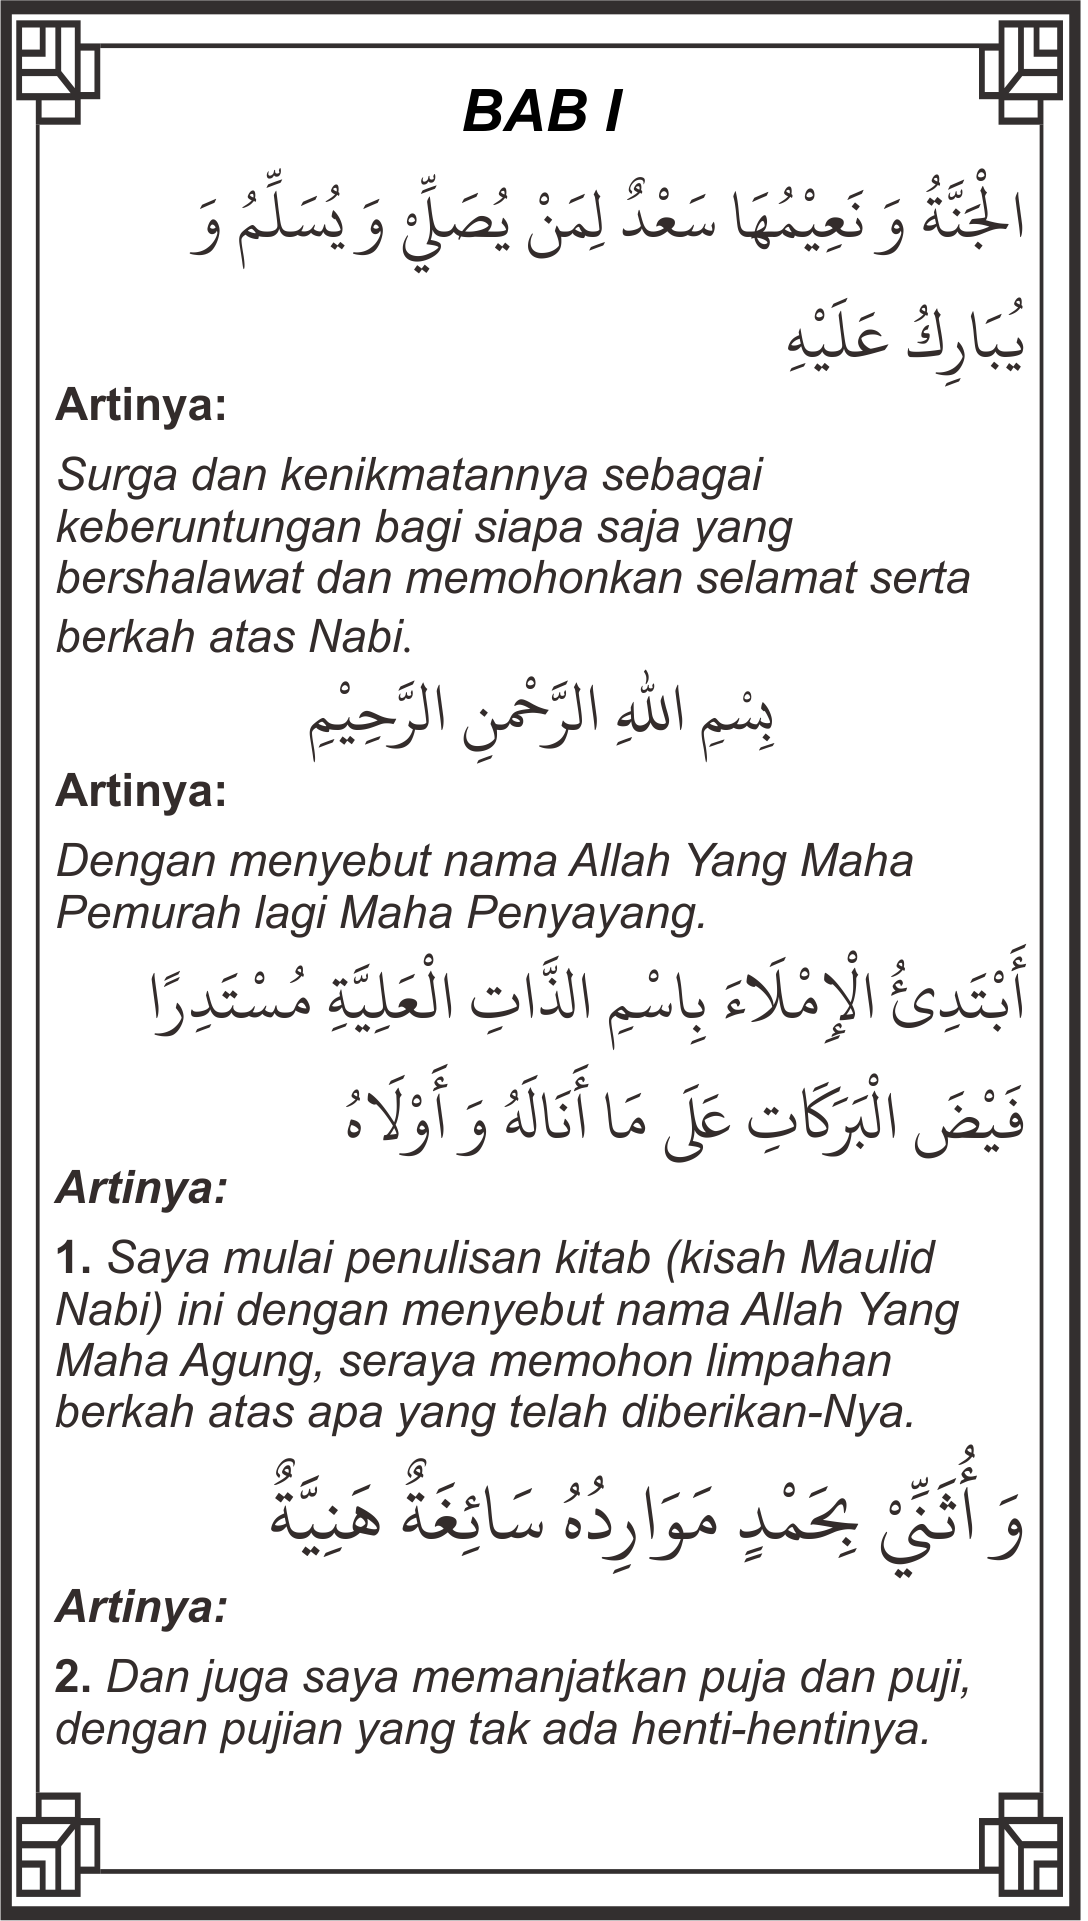 BAB I
الْجَنَّةُ وَ نَعِيْمُهَا سَعْدٌ لِمَنْ يُصَلِّيْ وَ يُسَلِّمُ وَ
يُبَارِكُ عَلَيْهِ
Artinya:
Surga dan kenikmatannya sebagai
keberuntungan bagi siapa saja yang
bershalawat dan memohonkan selamat serta
berkah atas Nabi.
بِسْمِ اللهِ الرَّحْمنِ الرَّحِيْمِ
Artinya:
Dengan menyebut nama Allah Yang Maha
Pemurah lagi Maha Penyayang.
أَبْتَدِئُ الْإِمْلَاءَ بِاسْمِ الذَّاتِ الْعَلِيَّةِ مُسْتَدِرًا
فَيْضَ الْبَرَكَاتِ عَلَى مَا أَنَالَهُ وَ أَوْلَاهُ
Artinya:
1. Saya mulai penulisan kitab (kisah Maulid
Nabi) ini dengan menyebut nama Allah Yang
Maha Agung, seraya memohon limpahan
berkah atas apa yang telah diberikan-Nya.
وَ أُثَنِّيْ بِحَمْدٍ مَوَارِدُهُ سَائِغَةٌ هَنِيَّةٌ
Artinya:
2. Dan juga saya memanjatkan puja dan puji,
dengan pujian yang tak ada henti-hentinya.